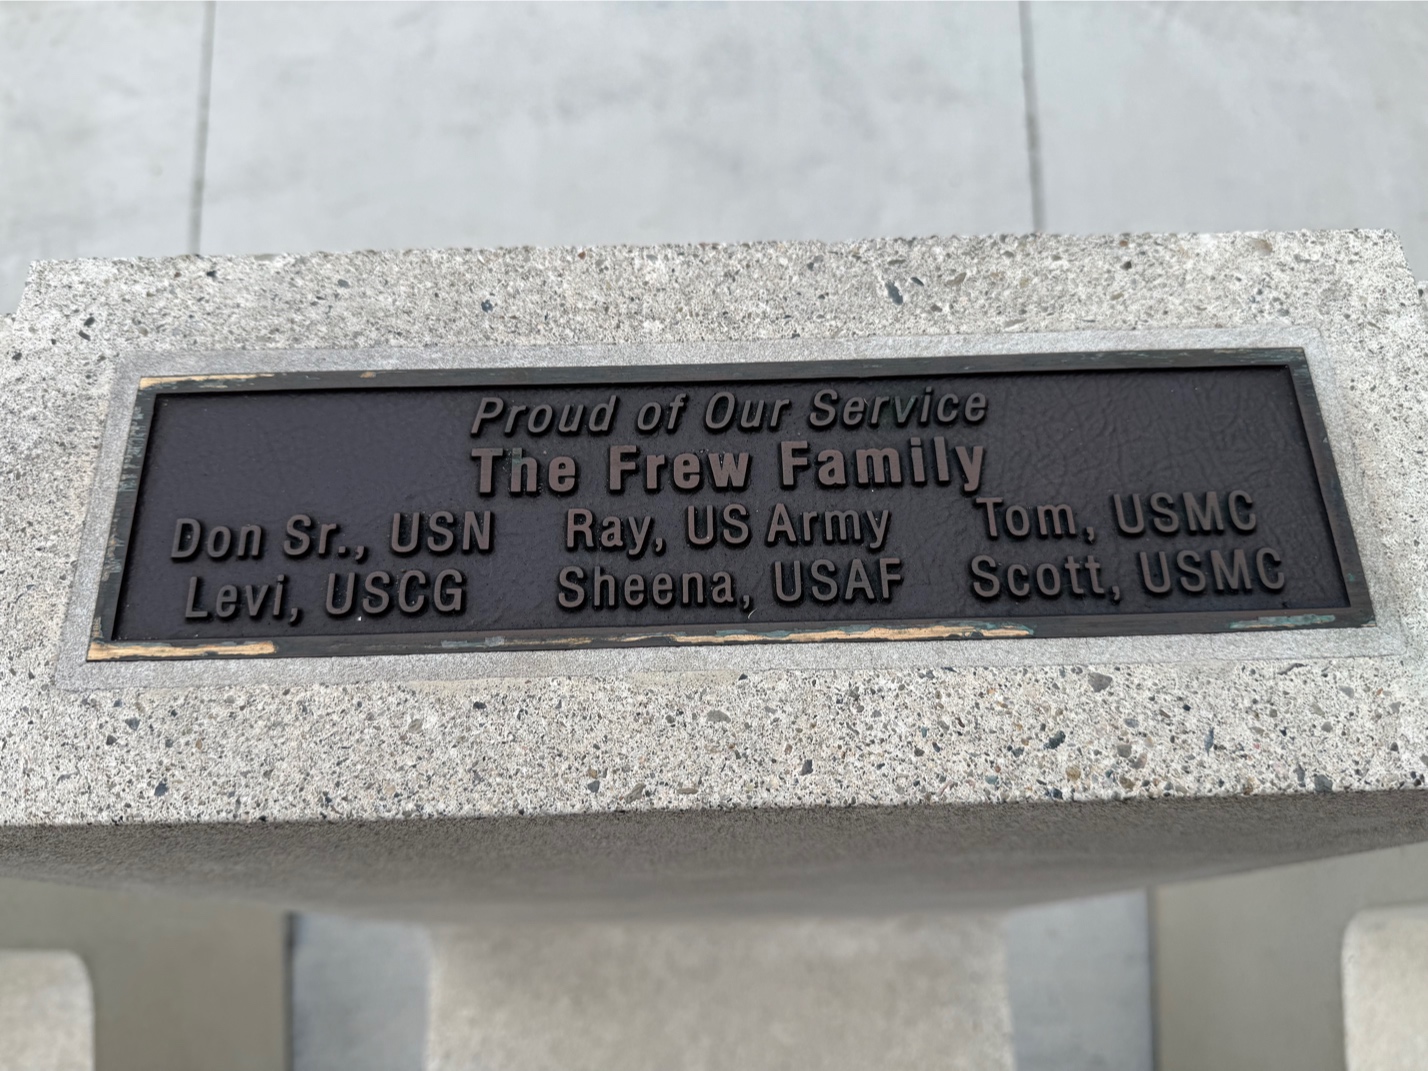 Proud of Our Service
The Frew Family
Don Sr., USN Ray, US Army Tom, USMC
Levi, USCG Sheena, USAF Scott, USMC